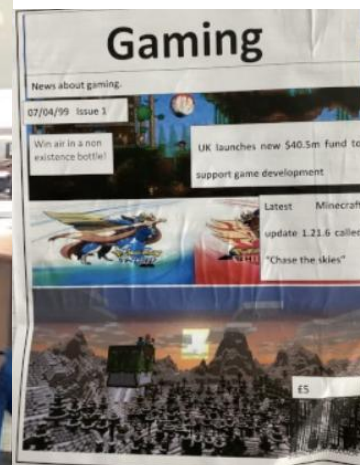 Gaming
News about gaming.
07/04/99 Issue 1
Win air in a non
existence bottle!
UK launches new $40.5m fund to
support game development
Latest Minecraft
update 1.21.6 called
"Chase the skies"
£5